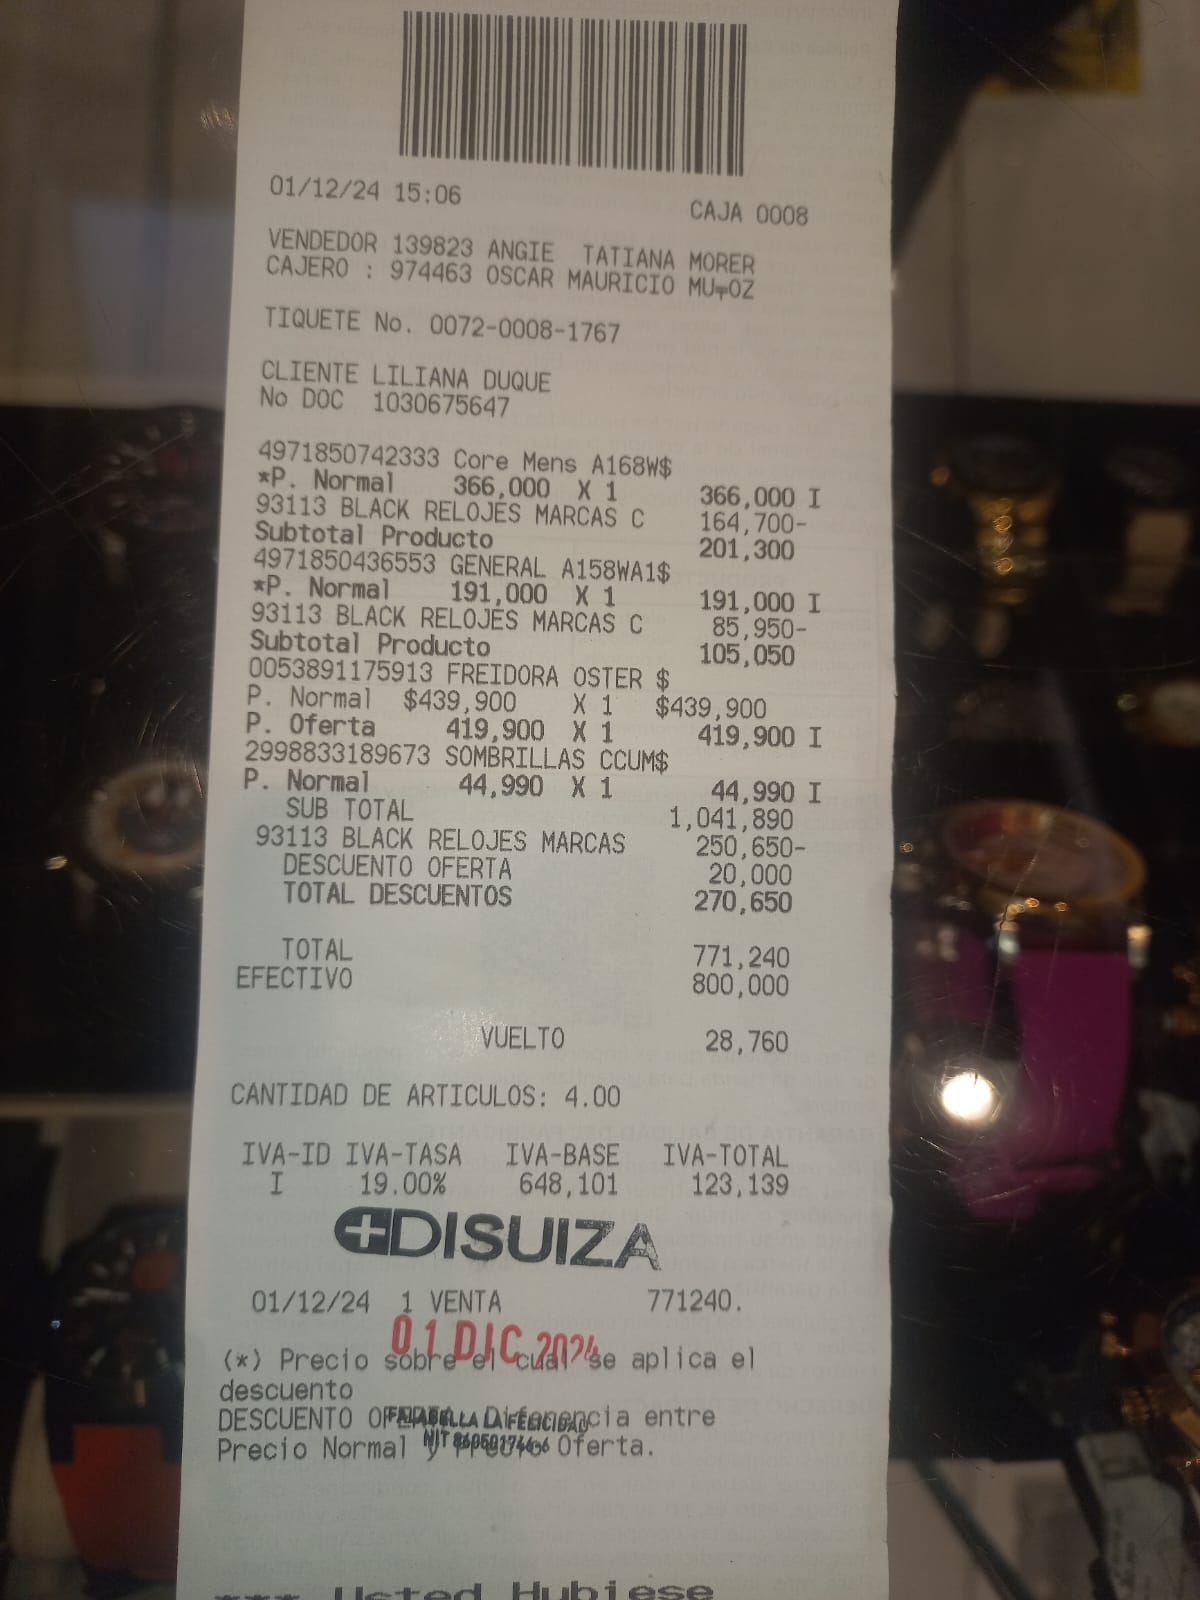 01/12/24 15:06 CAJA 0008
VENDEDOR 139823 ANGIE TATIANA MORER
CAJERO : 974463 OSCAR MAURICIO MU╤OZ
TIQUETE No. 0072-0008-1767
CLIENTE LILIANA DUQUE
No DOC 1030675647
4971850742333 Core Mens A168W$
*P. Normal 366,000 X 1 366,000 I
93113 BLACK RELOJES MARCAS C 164,700-
Subtotal Producto 201,300
4971850436553 GENERAL A158WA1$
*P. Normal 191,000 X 1 191,000 I
93113 BLACK RELOJES MARCAS C 85,950-
Subtotal Producto 105,050
0053891175913 FREIDORA OSTER $
P. Normal $439,900 X 1 $439,900
P. Oferta 419,900 X 1 419,900 I
2998833189673 SOMBRILLAS CCUM$
P. Normal 44,990 X 1 44,990 I
SUB TOTAL 1,041,890
93113 BLACK RELOJES MARCAS 250,650-
DESCUENTO OFERTA 20,000
TOTAL DESCUENTOS 270,650
TOTAL 771,240
EFECTIVO 800,000
VUELTO 28,760
CANTIDAD DE ARTICULOS: 4.00
IVA-ID IVA-TASA IVA-BASE IVA-TOTAL
I 19.00% 648,101 123,139
DISUIZA
01/12/24 1 VENTA 771240.
01 DIC 2024
(*) Precio sobre el cual se aplica el
descuento
DESCUENTO OFERTA: Diferencia entre
FALABELLA LA FELICIDAD
Precio Normal y Precio Oferta.
NIT
*** Usted Hubiese